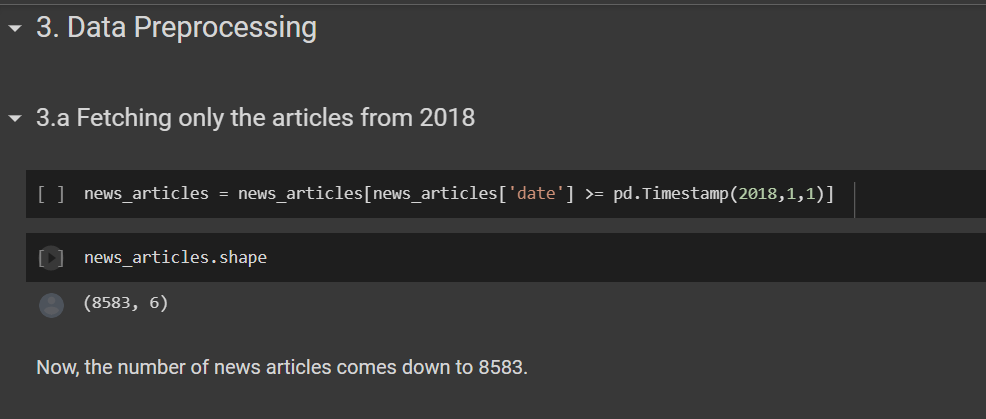 3. Data Preprocessing
3.a Fetching only the articles from 2018
[ ] news_articles = news_articles[news_articles['date'] >= pd.Timestamp(2018,1,1)]
[ ] news_articles.shape
(8583, 6)
Now, the number of news articles comes down to 8583.